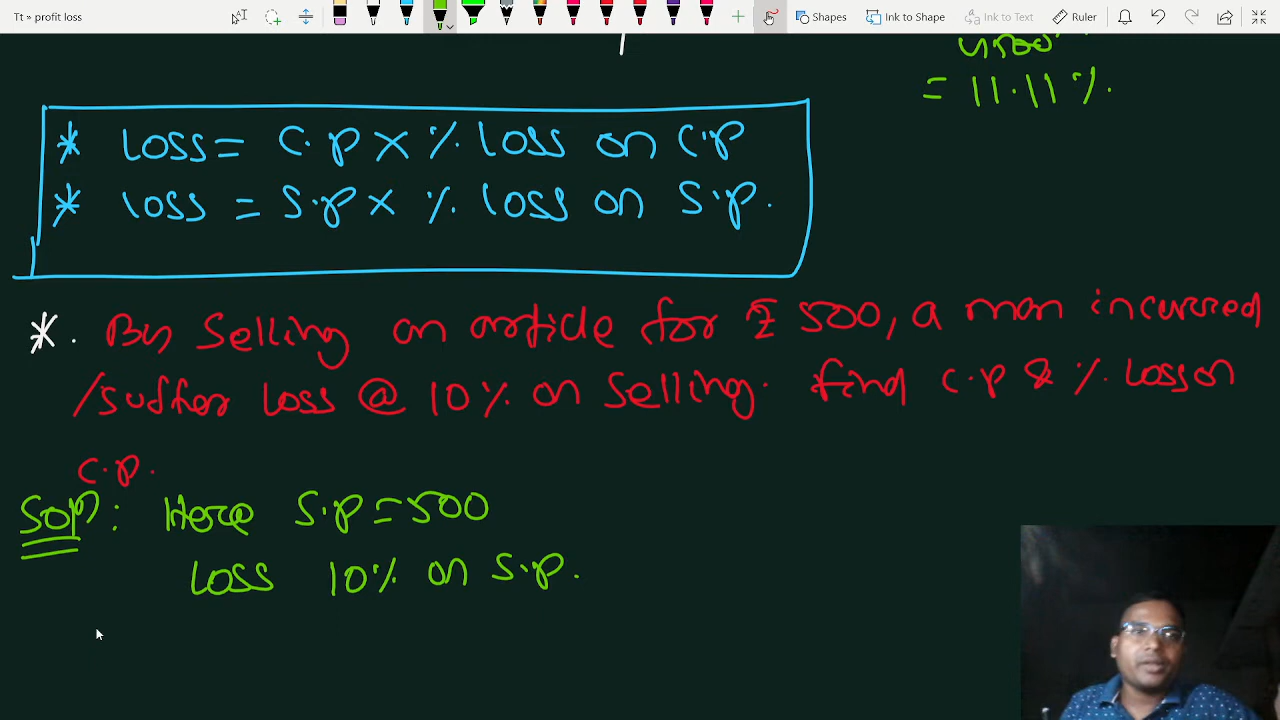 Tt » profit loss
Shapes
Ink to Shape
Ink to Text
Ruler
= 11.11 %.
* Loss = C.P × % Loss on C.P
* Loss = S.P × % Loss on S.P.
*. By Selling an article for ₹ 500, a man incurred
/suffer Loss @ 10% on Selling. find C.P & % Loss on
C.P.
Soln: Here S.P = 500
Loss 10% on S.P.